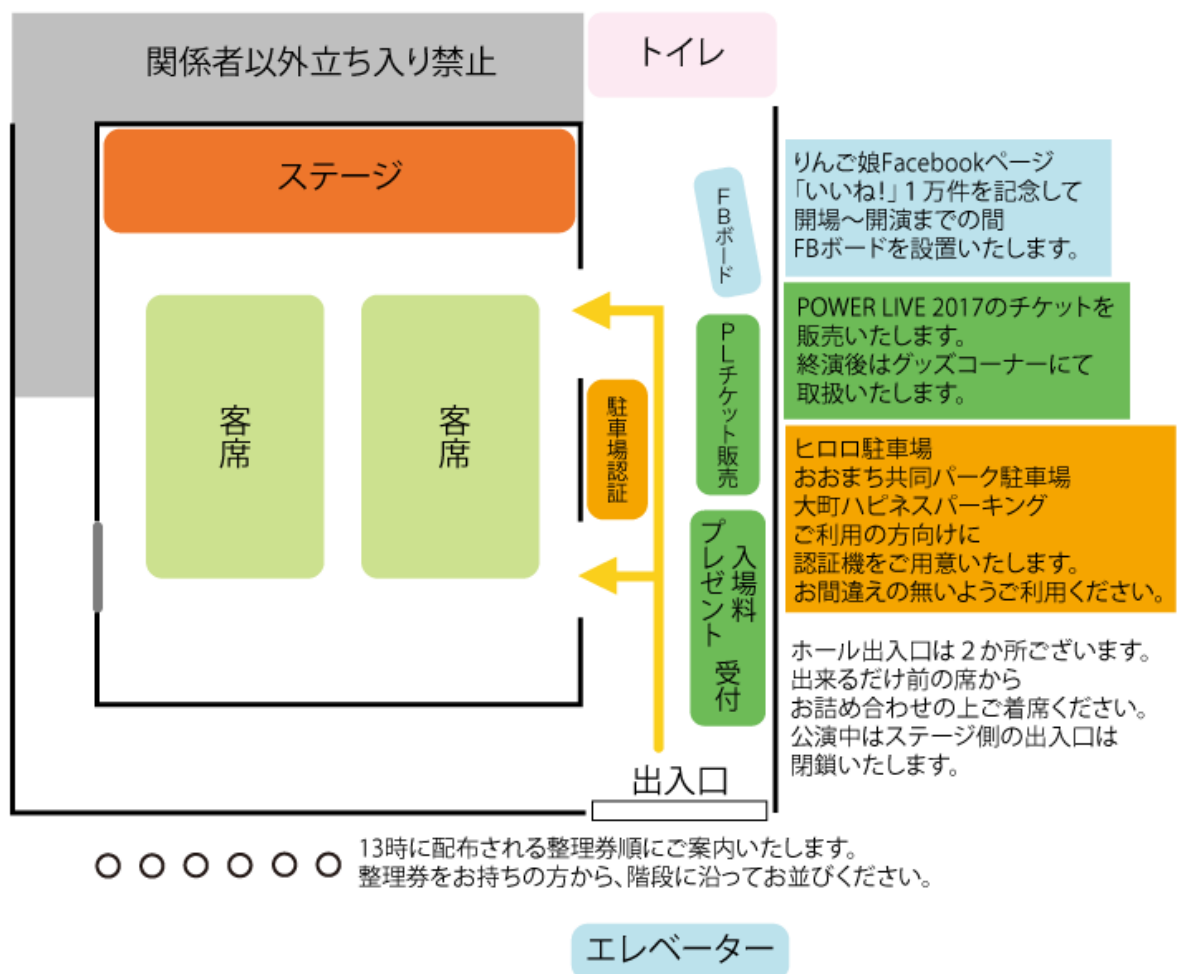 関係者以外立ち入り禁止
トイレ
ステージ
FBボード
りんご娘Facebookページ
「いいね!」1万件を記念して
開場～開演までの間
FBボードを設置いたします。
客席
客席
PLチケット販売
POWER LIVE 2017のチケットを
販売いたします。
終演後はグッズコーナーにて
取扱いたします。
駐車場認証
ヒロロ駐車場
おおまち共同パーク駐車場
大町ハピネスパーキング
ご利用の方向けに
認証機をご用意いたします。
お間違えの無いようご利用ください。
入場料
プレゼント
受付
ホール出入口は2か所ございます。
出来るだけ前の席から
お詰め合わせの上ご着席ください。
公演中はステージ側の出入口は
閉鎖いたします。
出入口
13時に配布される整理券順にご案内いたします。
整理券をお持ちの方から、階段に沿ってお並びください。
エレベーター